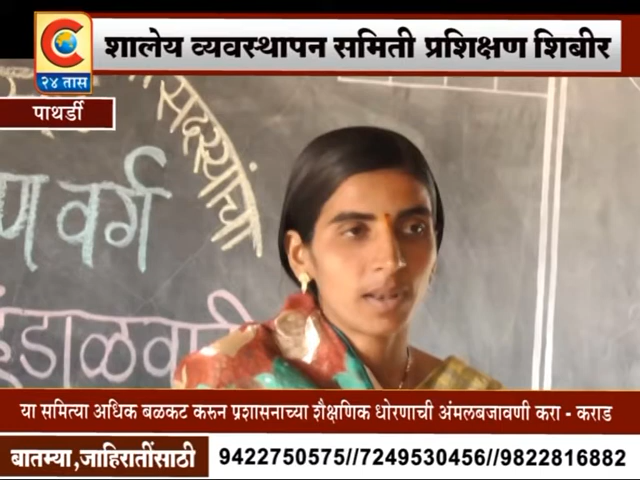 C
२४ तास
शालेय व्यवस्थापन समिती प्रशिक्षण शिबीर
पाथर्डी
सदस्यांचा
वर्ग
या समित्या अधिक बळकट करुन प्रशासनाच्या शैक्षणिक धोरणाची अंमलबजावणी करा - कराड
बातम्या,जाहिरातींसाठी
9422750575//7249530456//9822816882